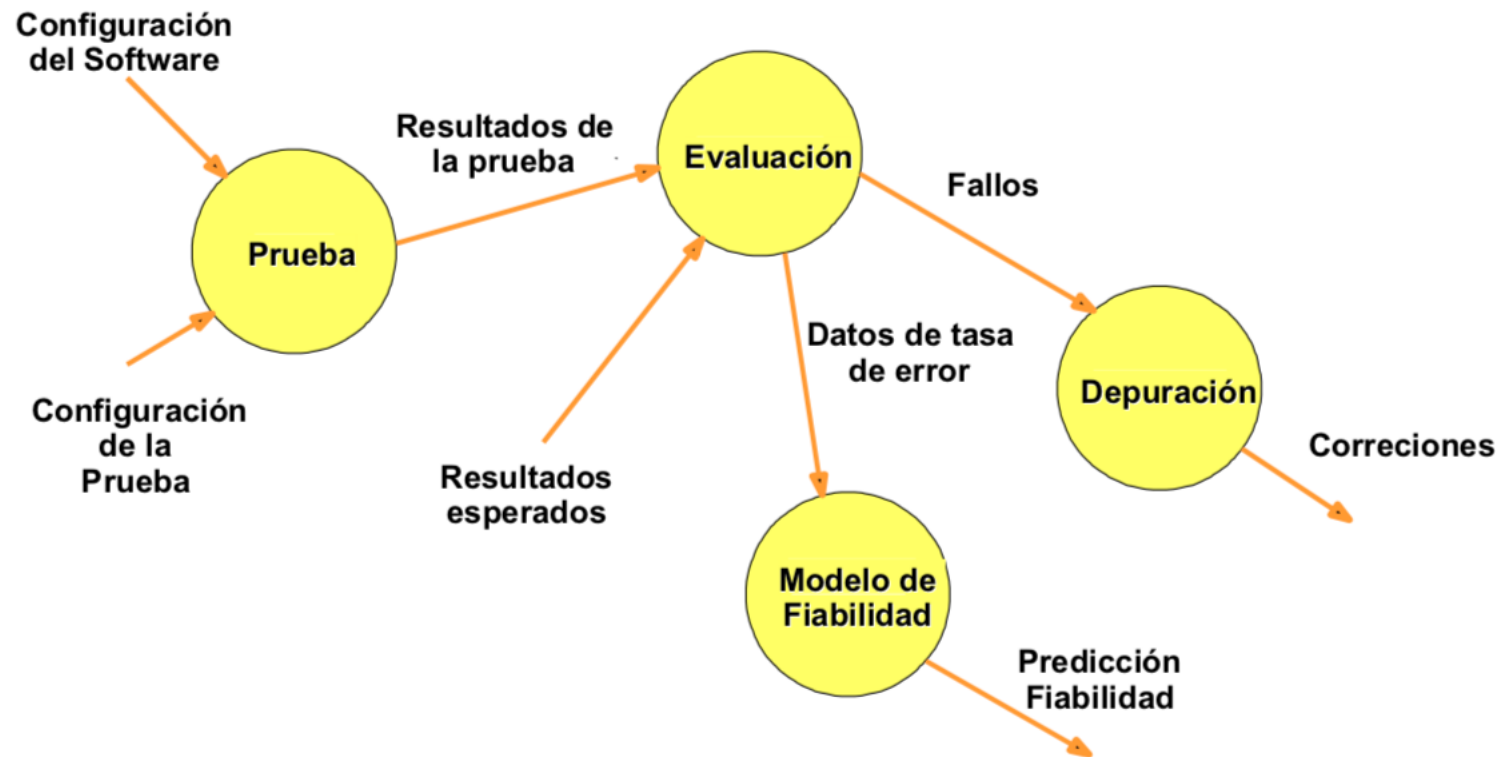 Configuración
del Software
Resultados de
la prueba
Evaluación
Fallos
Prueba
Datos de tasa
de error
Depuración
Configuración
de la
Prueba
Resultados
esperados
Correciones
Modelo de
Fiabilidad
Predicción
Fiabilidad